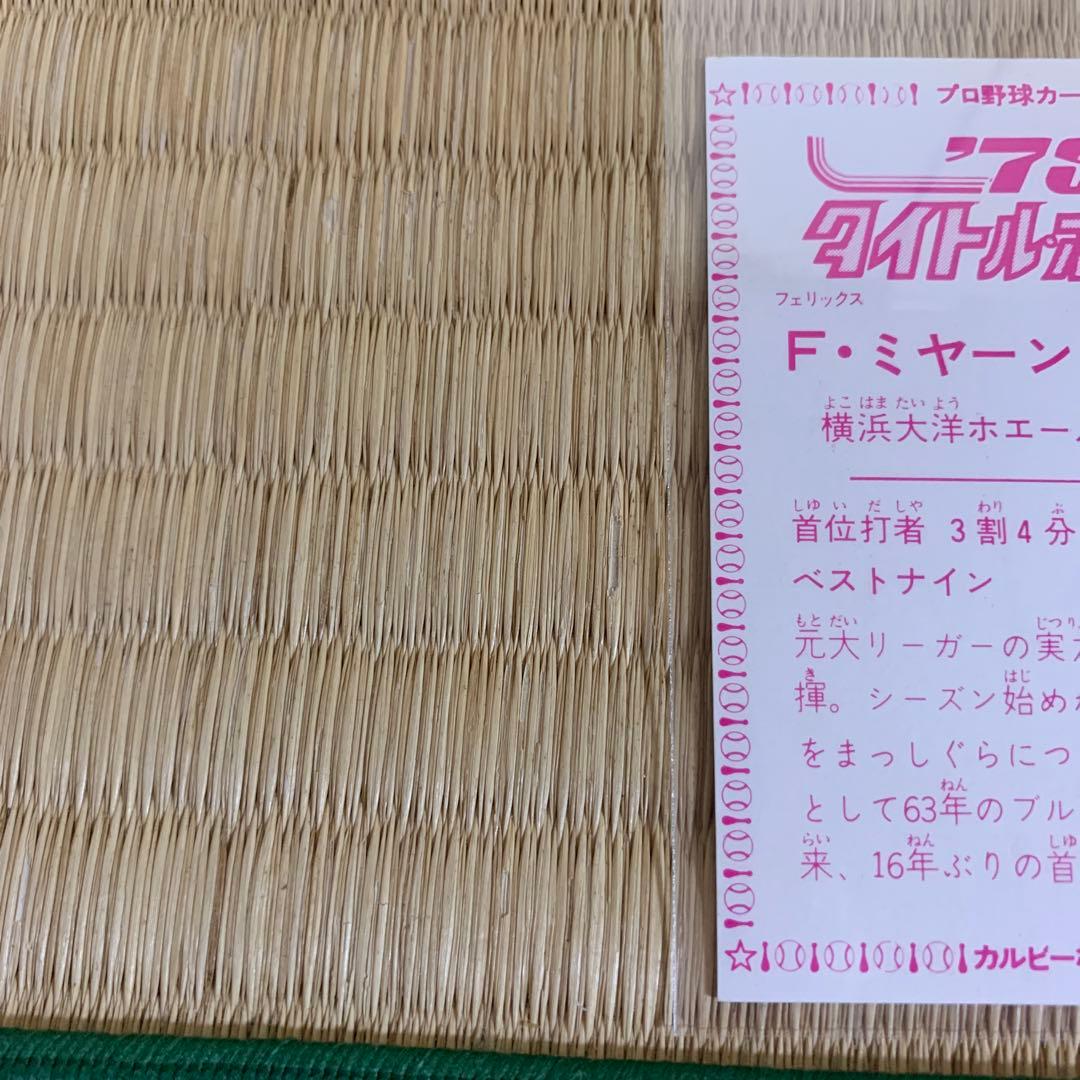 プロ野球カー
'79
タイトル・ホ
フェリックス
F・ミヤーン
よこ はま たい よう
横浜大洋ホエー
しゆ い だ しや わり ぶ
首位打者 3割4分
ベストナイン
もと だい じつ
元大リーガーの実
き はじ
揮。シーズン始め
をまっしぐらにつ
ねん
として63年のブル
らい ねん しゆ
来、16年ぶりの首
カルビー